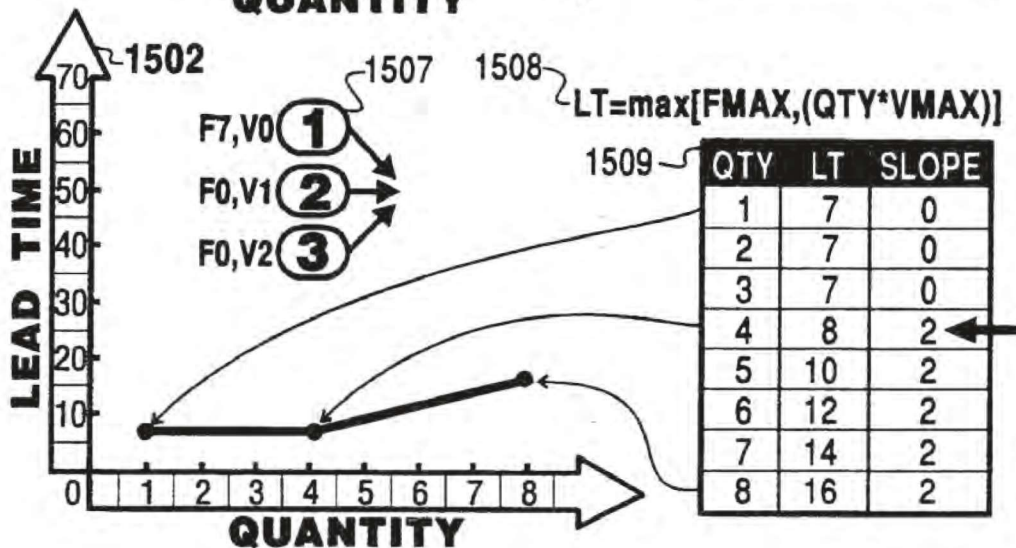 QUANTITY
1502
1507
1508
LT=max[FMAX,(QTY*VMAX)]
F7,V0 1
F0,V1 2
F0,V2 3
LEAD TIME
70
60
50
40
30
20
10
0 1 2 3 4 5 6 7 8
QUANTITY
1509
QTY LT SLOPE
1 7 0
2 7 0
3 7 0
4 8 2
5 10 2
6 12 2
7 14 2
8 16 2